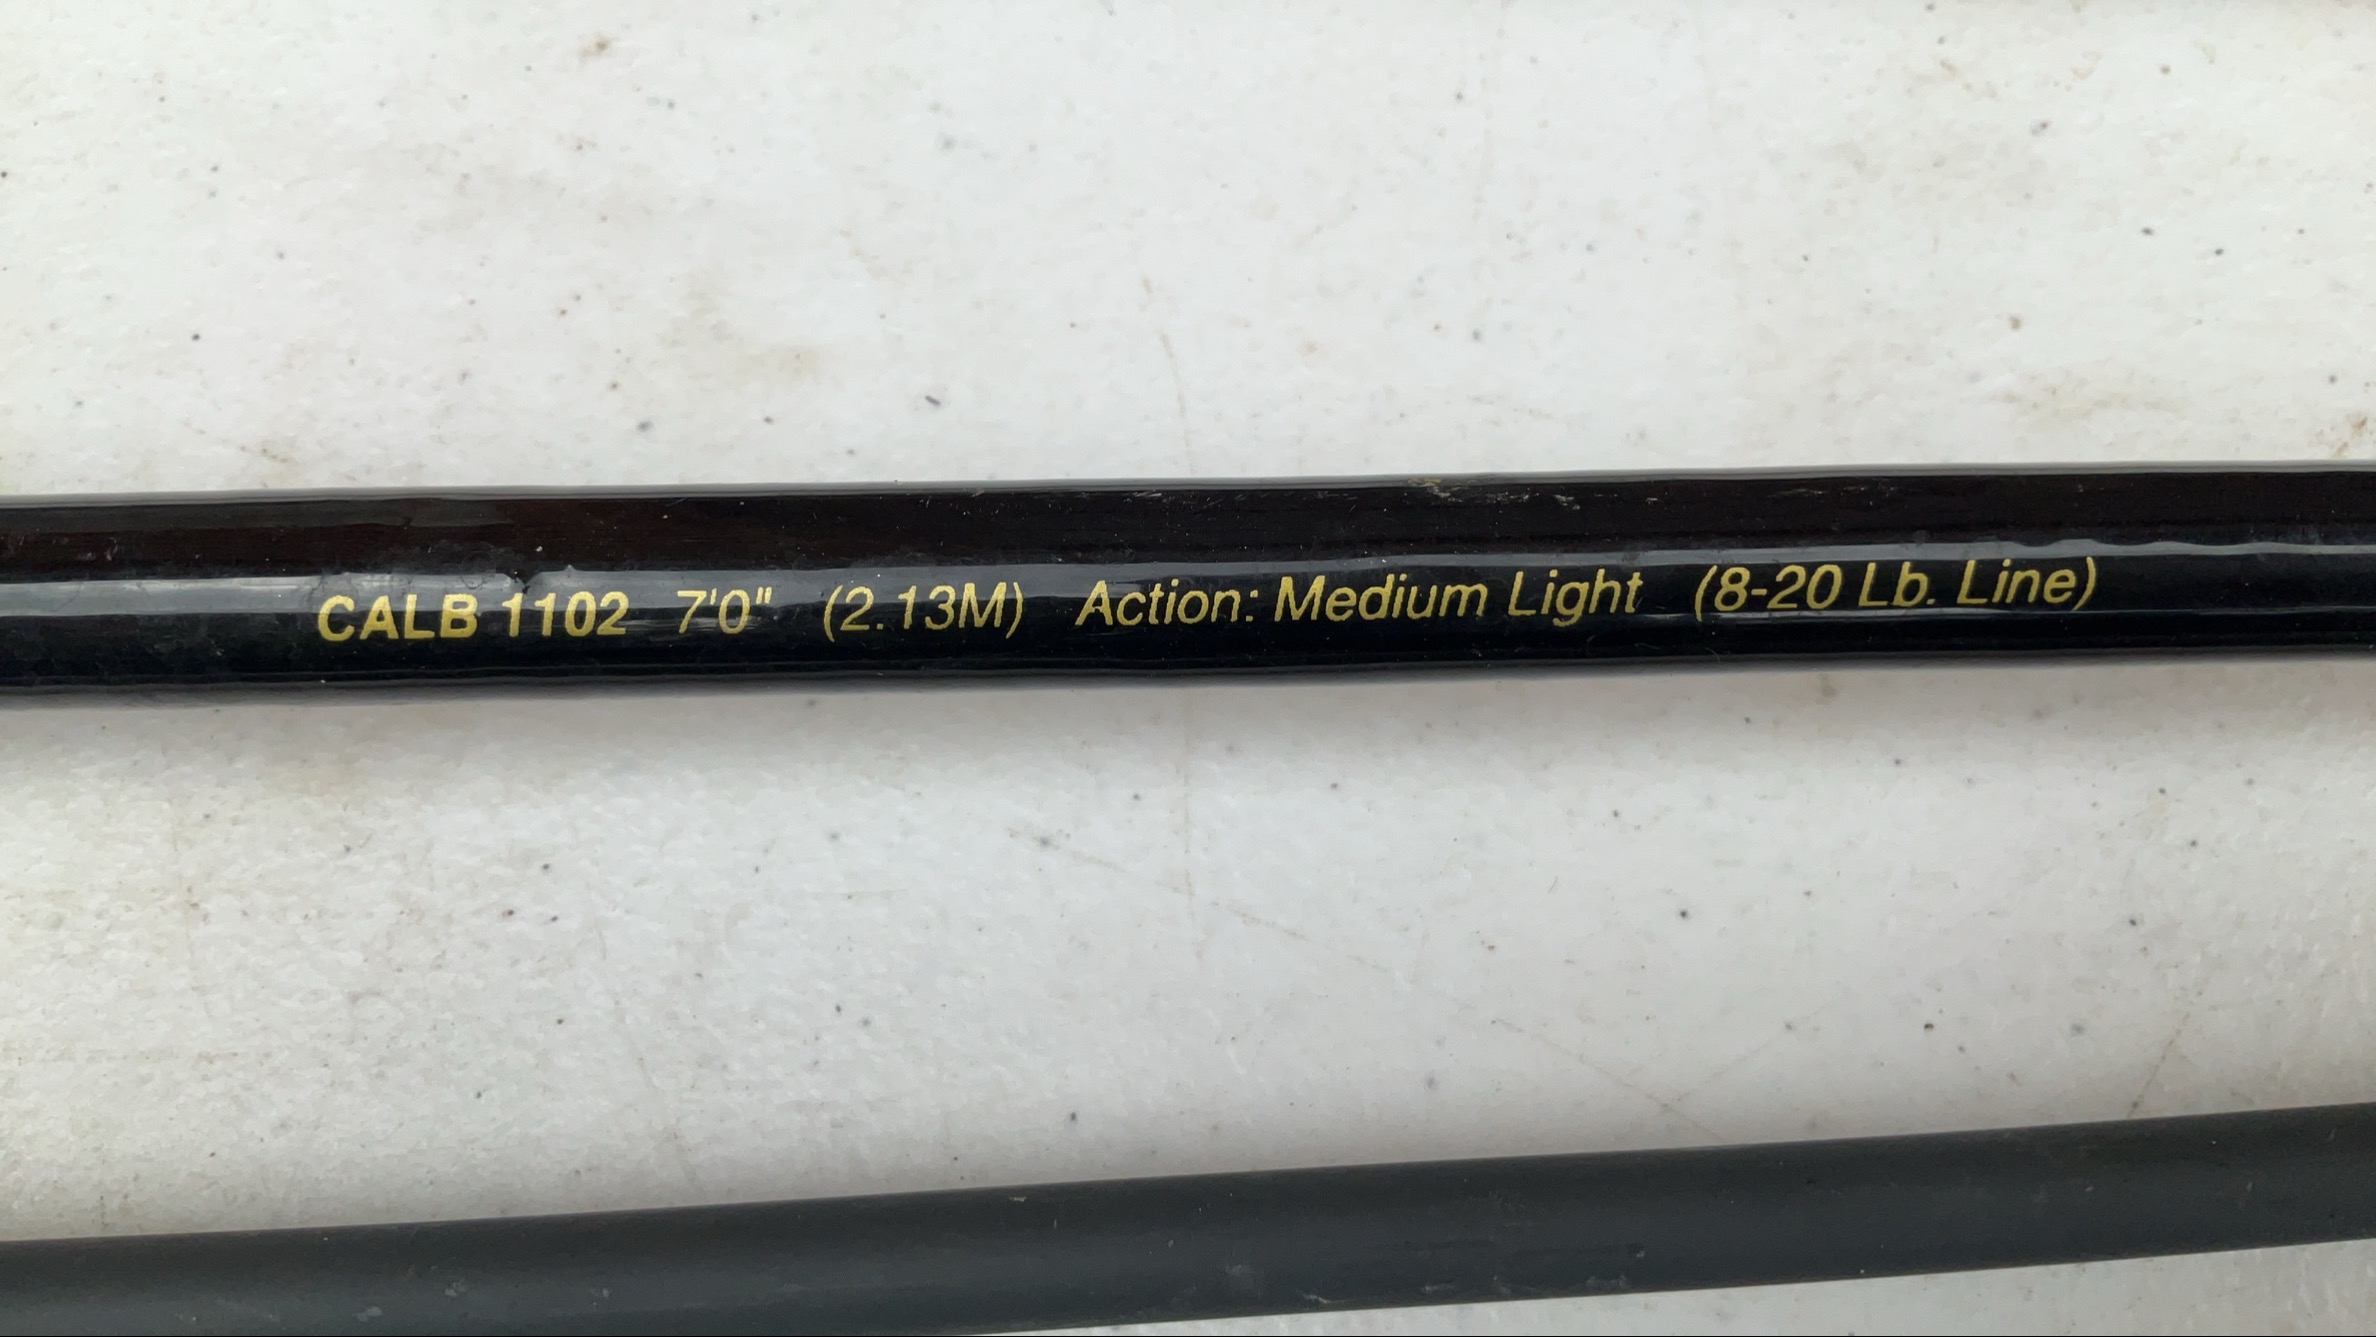 CALB 1102 7'0" (2.13M) Action: Medium Light (8-20 Lb. Line)